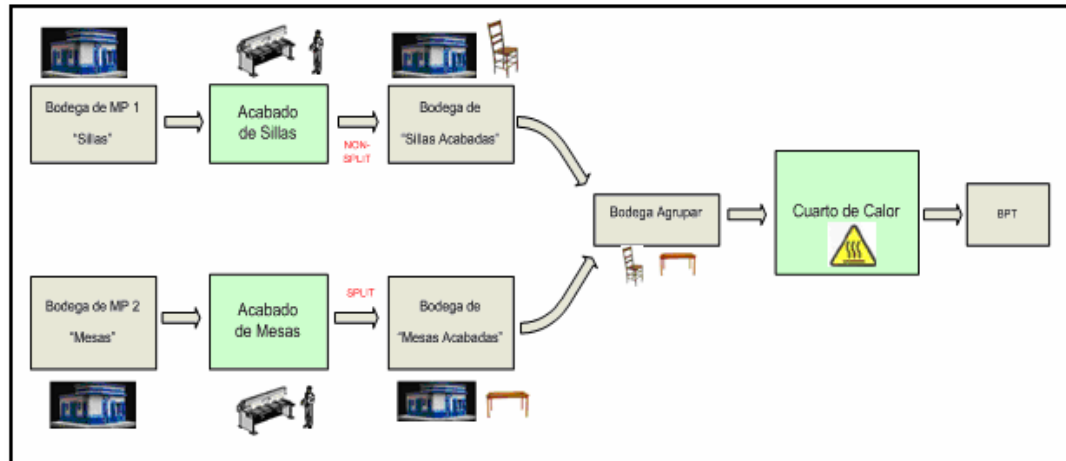 Bodega de MP 1
"Sillas"
Acabado
de Sillas
NON-
SPLIT
Bodega de
"Sillas Acabadas"
Bodega Agrupar
Cuarto de Calor
BPT
Bodega de MP 2
"Mesas"
Acabado
de Mesas
SPLIT
Bodega de
"Mesas Acabadas"